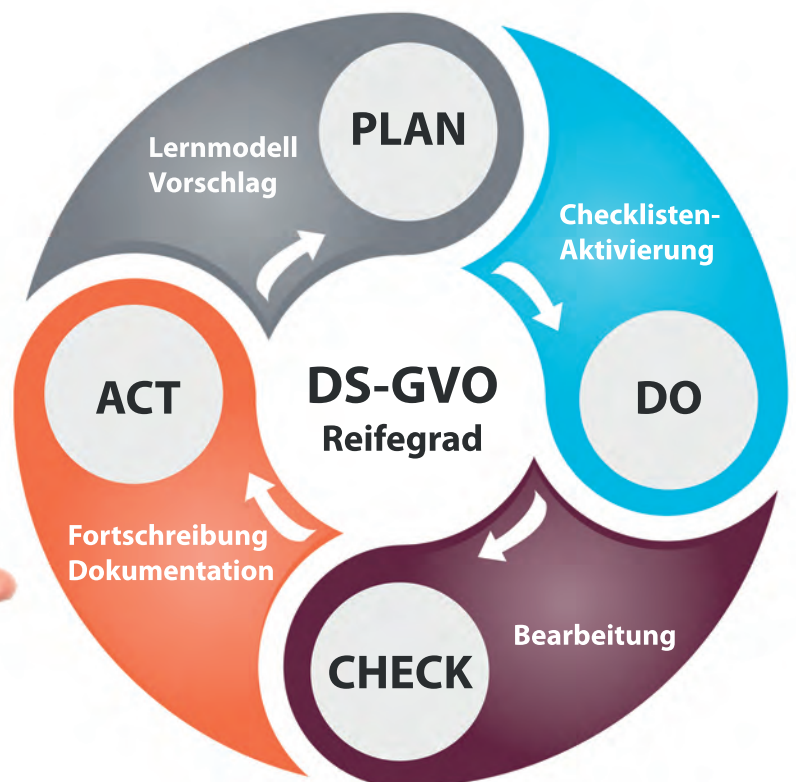 PLAN
Lernmodell
Vorschlag
Checklisten-
Aktivierung
DO
DS-GVO
Reifegrad
ACT
Fortschreibung
Dokumentation
Bearbeitung
CHECK